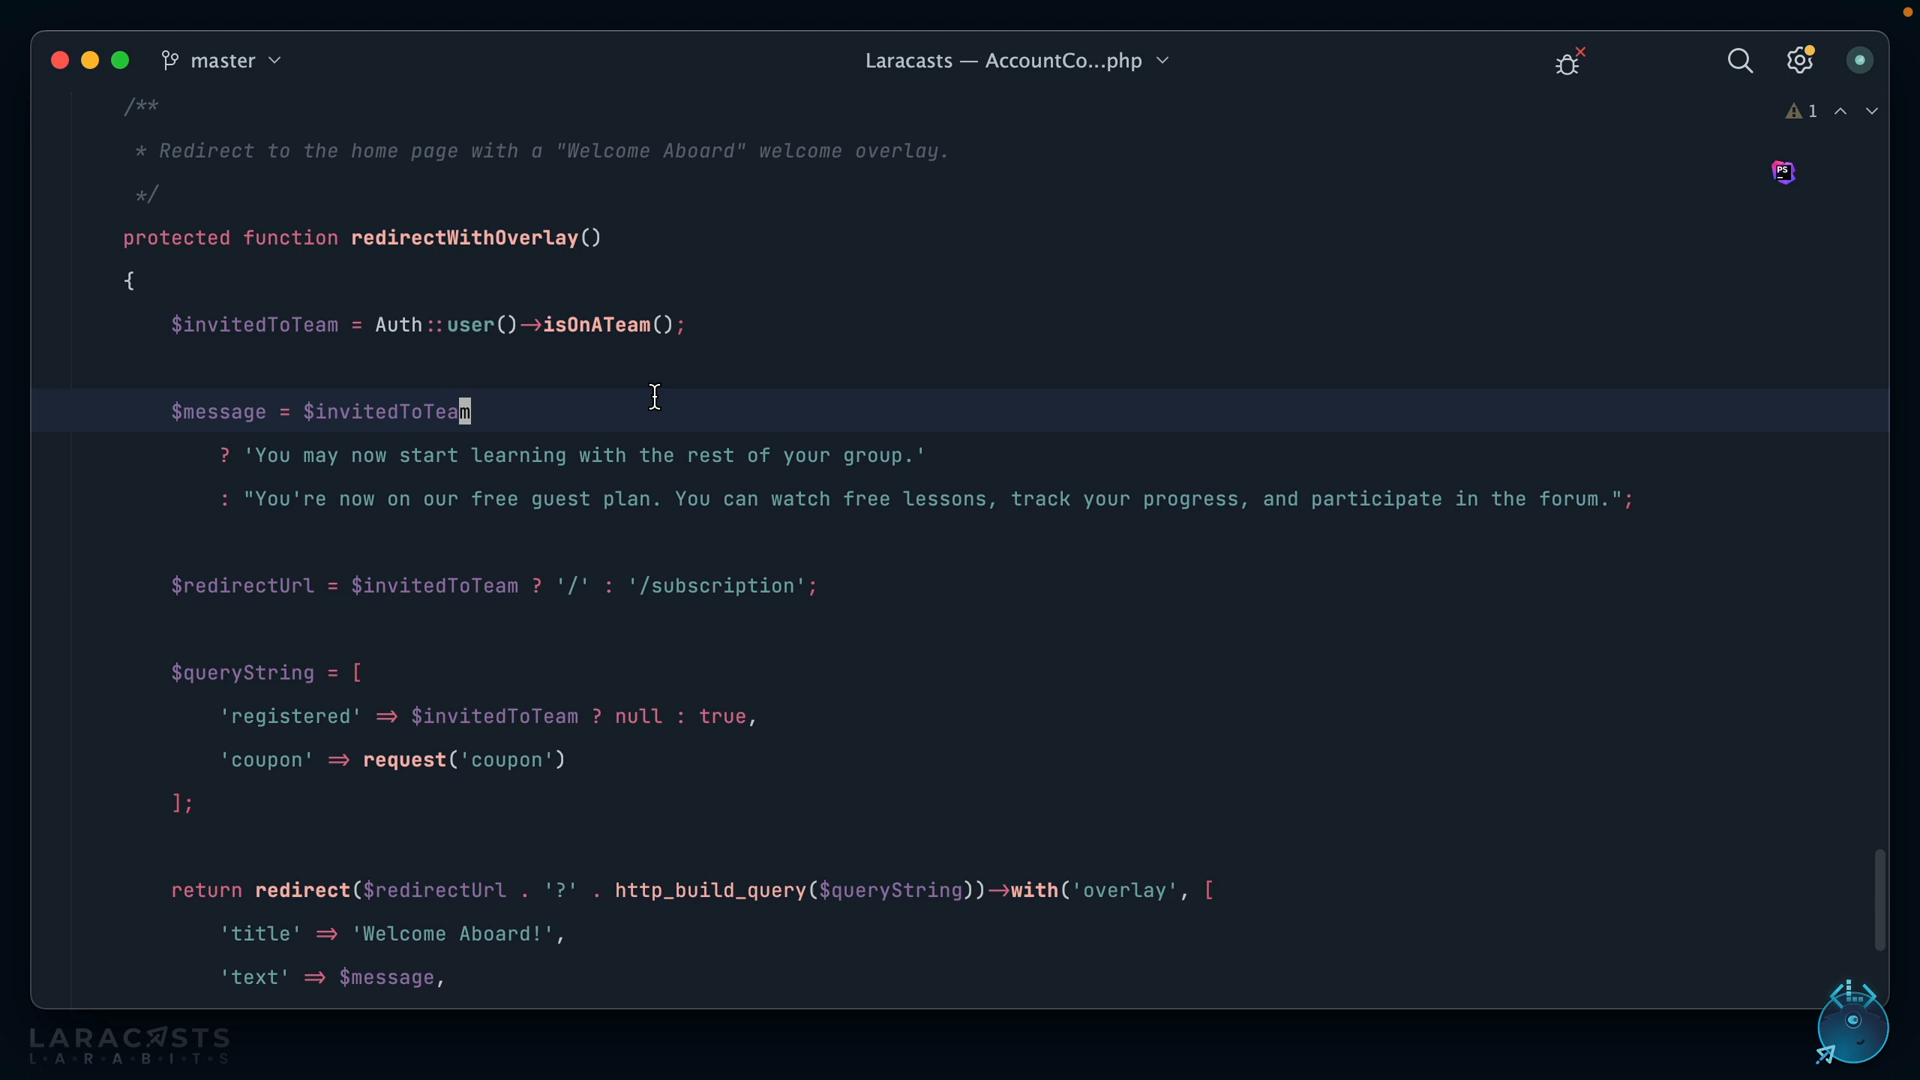 master
Laracasts — AccountCo...php
1
/**
* Redirect to the home page with a "Welcome Aboard" welcome overlay.
*/
PS
protected function redirectWithOverlay()
{
$invitedToTeam = Auth::user()->isOnATeam();
$message = $invitedToTeam
? 'You may now start learning with the rest of your group.'
: "You're now on our free guest plan. You can watch free lessons, track your progress, and participate in the forum.";
$redirectUrl = $invitedToTeam ? '/' : '/subscription';
$queryString = [
'registered' => $invitedToTeam ? null : true,
'coupon' => request('coupon')
];
return redirect($redirectUrl . '?' . http_build_query($queryString))->with('overlay', [
'title' => 'Welcome Aboard!',
'text' => $message,
LARACASTS
L·A·R·A·B·I·T·S